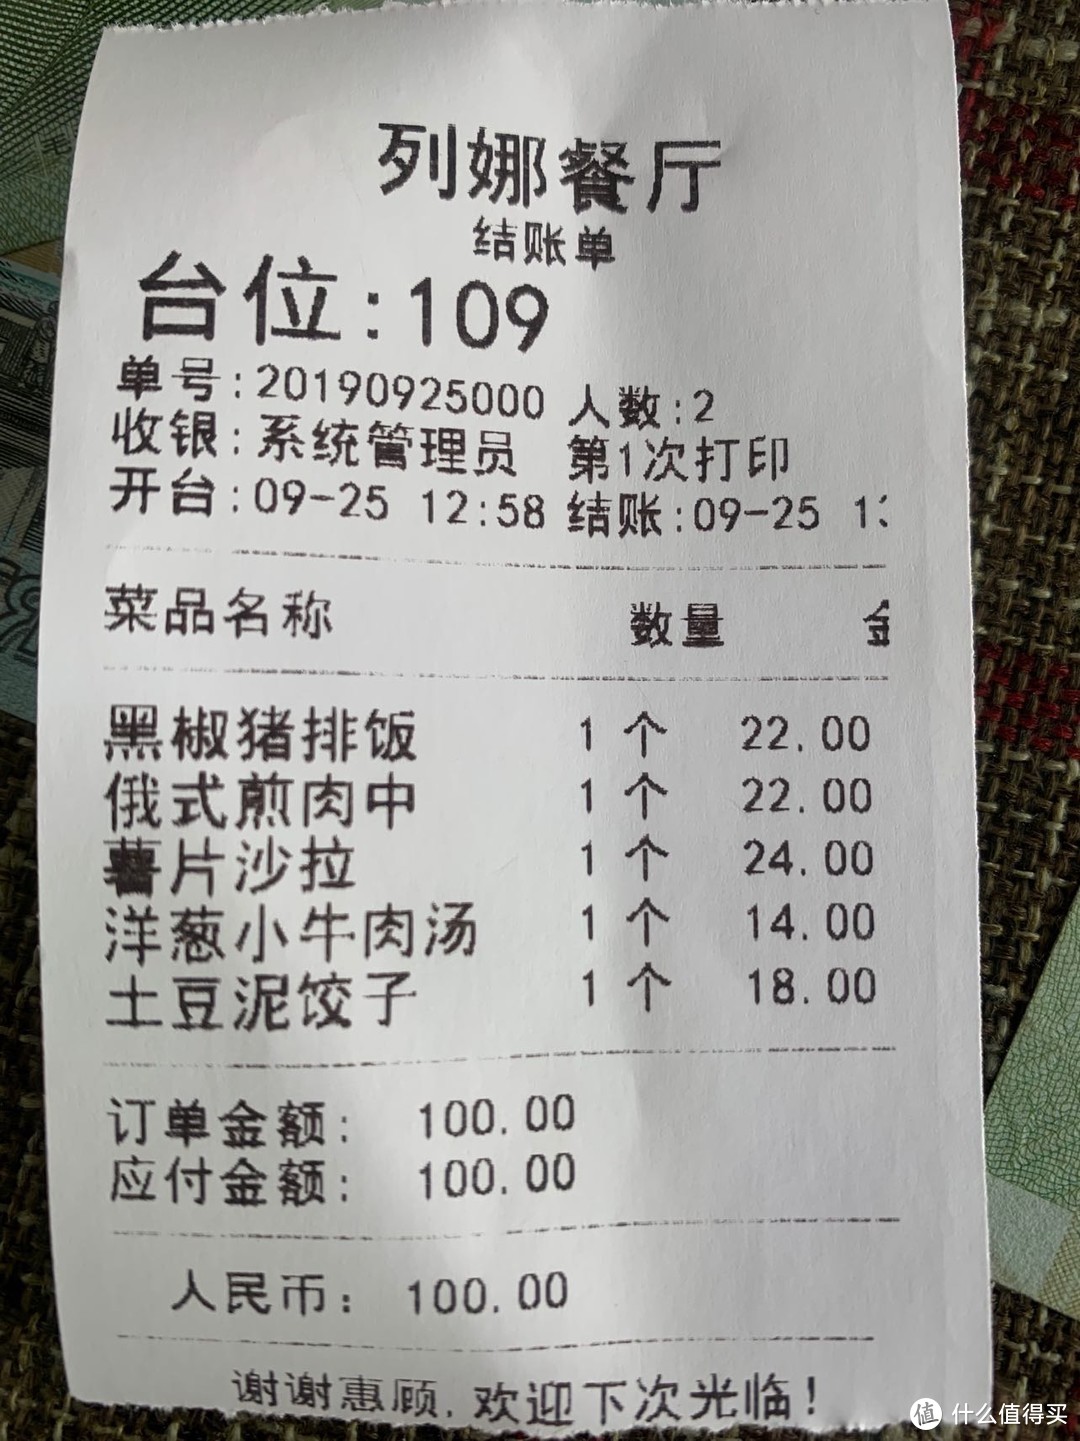 列娜餐厅
结账单
台位:109
单号:20190925000 人数:2
收银:系统管理员 第1次打印
开台:09-25 12:58 结账:09-25
菜品名称 数量
黑椒猪排饭 1个 22.00
俄式煎肉中 1个 22.00
薯片沙拉 1个 24.00
洋葱小牛肉汤 1个 14.00
土豆泥饺子 1个 18.00
订单金额: 100.00
应付金额: 100.00
人民币: 100.00
谢谢惠顾,欢迎下次光临!
值 什么值得买